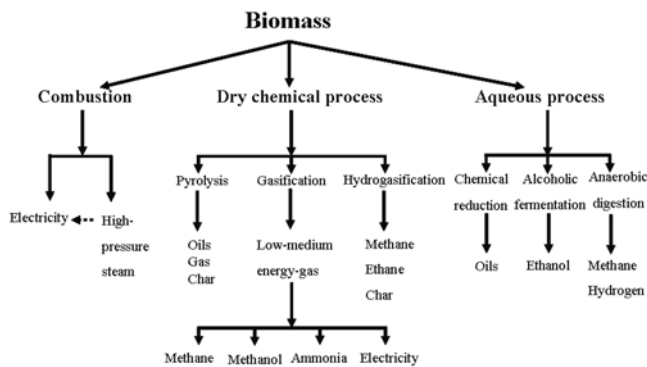 Biomass
Combustion
Dry chemical process
Aqueous process
Electricity
High-
pressure
steam
Pyrolysis
Gasification
Hydrogasification
Oils
Gas
Char
Low-medium
energy-gas
Methane
Ethane
Char
Methane
Methanol
Ammonia
Electricity
Chemical
reduction
Alcoholic
fermentation
Anaerobic
digestion
Oils
Ethanol
Methane
Hydrogen